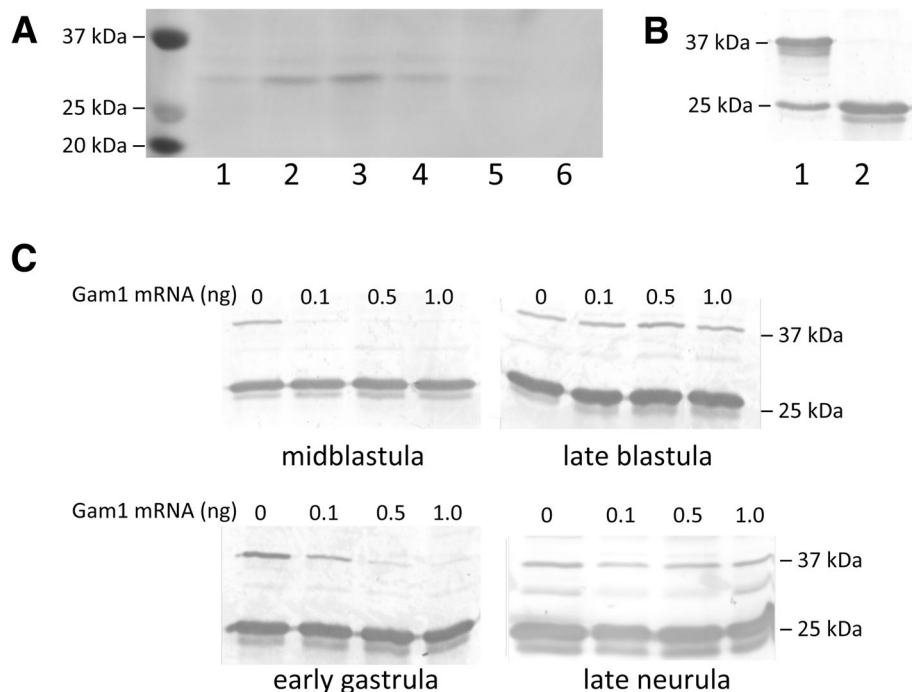 A
37 kDa –
25 kDa –
20 kDa –
1 2 3 4 5 6
B
37 kDa –
25 kDa –
1 2
C
Gam1 mRNA (ng) 0 0.1 0.5 1.0
0 0.1 0.5 1.0
– 37 kDa
– 25 kDa
midblastula
late blastula
Gam1 mRNA (ng) 0 0.1 0.5 1.0
0 0.1 0.5 1.0
– 37 kDa
– 25 kDa
early gastrula
late neurula